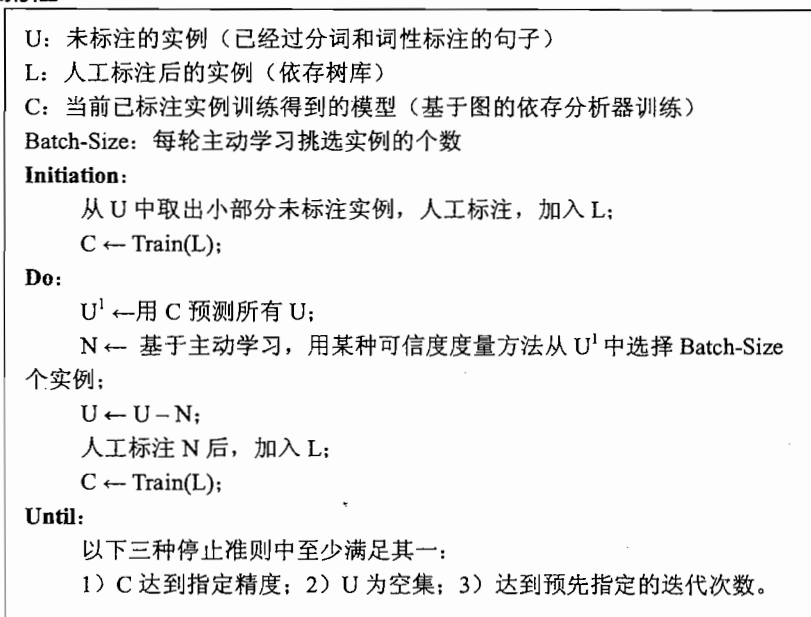 U：未标注的实例（已经过分词和词性标注的句子）
L：人工标注后的实例（依存树库）
C：当前已标注实例训练得到的模型（基于图的依存分析器训练）
Batch-Size：每轮主动学习挑选实例的个数
Initiation：
从 U 中取出小部分未标注实例，人工标注，加入 L；
C ← Train(L);
Do：
U¹ ←用 C 预测所有 U；
N ← 基于主动学习，用某种可信度度量方法从 U¹ 中选择 Batch-Size
个实例；
U ← U – N;
人工标注 N 后，加入 L；
C ← Train(L);
Until：
以下三种停止准则中至少满足其一：
1）C 达到指定精度；2）U 为空集；3）达到预先指定的迭代次数。